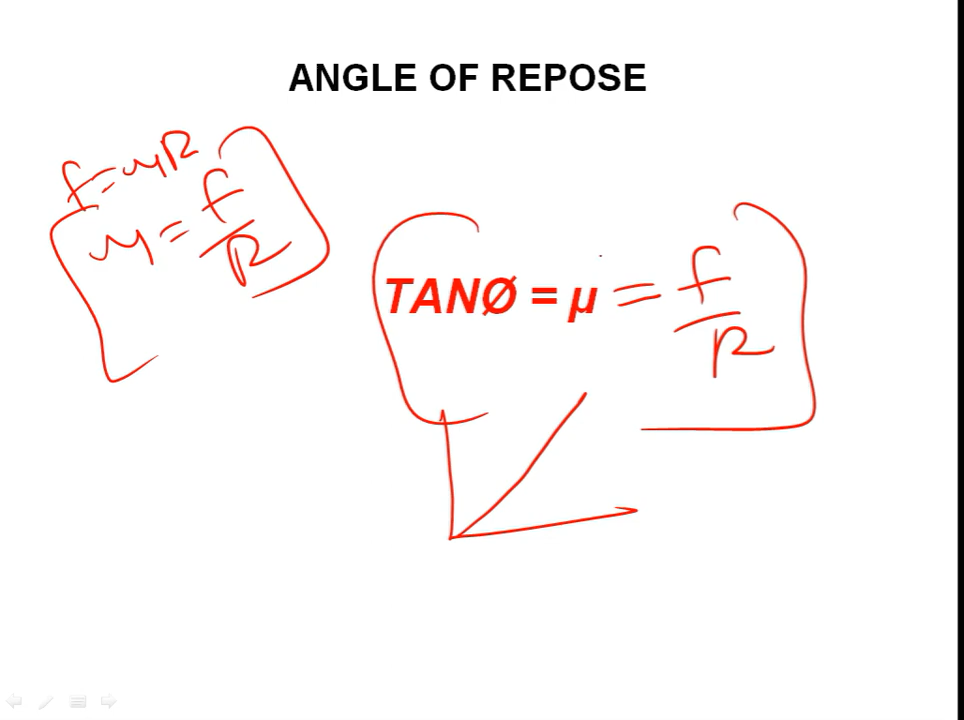 ANGLE OF REPOSE
f=μR
μ = f/R
TANØ = μ = f/R